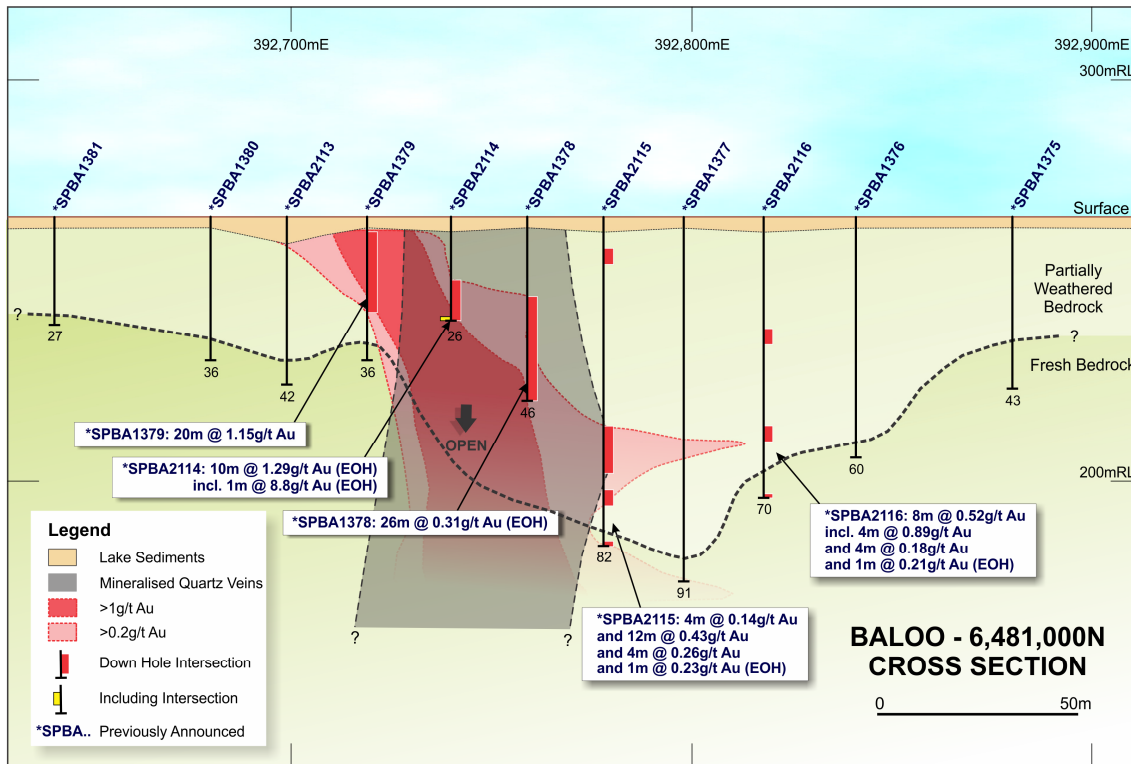 392,700mE
392,800mE
392,900mE
300mRL
*SPBA1381
*SPBA1380
*SPBA2113
*SPBA1379
*SPBA2114
*SPBA1378
*SPBA2115
*SPBA1377
*SPBA2116
*SPBA1376
*SPBA1375
Surface
Partially
Weathered
Bedrock
?
?
Fresh Bedrock
27
36
42
36
26
46
82
91
70
60
43
OPEN
200mRL
*SPBA1379: 20m @ 1.15g/t Au
*SPBA2114: 10m @ 1.29g/t Au (EOH)
incl. 1m @ 8.8g/t Au (EOH)
*SPBA1378: 26m @ 0.31g/t Au (EOH)
*SPBA2116: 8m @ 0.52g/t Au
incl. 4m @ 0.89g/t Au
and 4m @ 0.18g/t Au
and 1m @ 0.21g/t Au (EOH)
*SPBA2115: 4m @ 0.14g/t Au
and 12m @ 0.43g/t Au
and 4m @ 0.26g/t Au
and 1m @ 0.23g/t Au (EOH)
?
?
Legend
Lake Sediments
Mineralised Quartz Veins
>1g/t Au
>0.2g/t Au
Down Hole Intersection
Including Intersection
*SPBA.. Previously Announced
BALOO - 6,481,000N
CROSS SECTION
0 50m